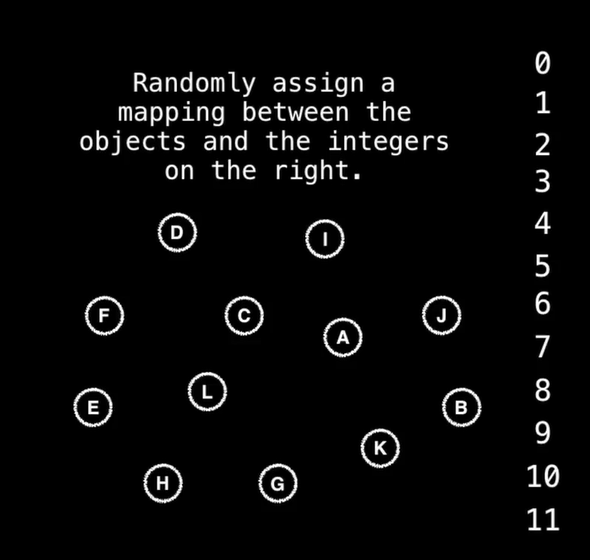 Randomly assign a
mapping between the
objects and the integers
on the right.
0
1
2
3
4
5
6
7
8
9
10
11
D
I
F
C
A
J
L
E
B
K
H
G